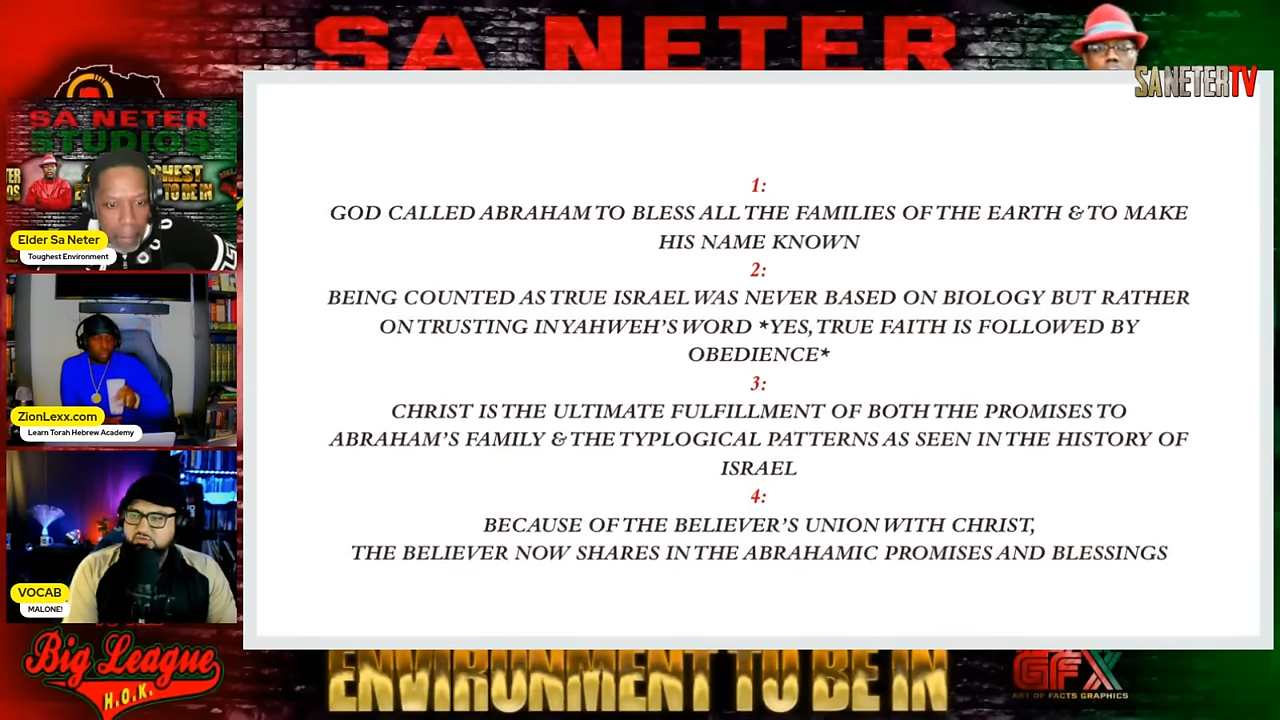 SA NETER
SANETERTV
SA NETER
STUDIOS
TO BE IN
Elder Sa Neter
Toughest Environment
ZionLexx.com
Learn Torah Hebrew Academy
VOCAB
MALONE!
1:
GOD CALLED ABRAHAM TO BLESS ALL THE FAMILIES OF THE EARTH & TO MAKE
HIS NAME KNOWN
2:
BEING COUNTED AS TRUE ISRAEL WAS NEVER BASED ON BIOLOGY BUT RATHER
ON TRUSTING IN YAHWEH'S WORD *YES, TRUE FAITH IS FOLLOWED BY
OBEDIENCE*
3:
CHRIST IS THE ULTIMATE FULFILLMENT OF BOTH THE PROMISES TO
ABRAHAM'S FAMILY & THE TYPLOGICAL PATTERNS AS SEEN IN THE HISTORY OF
ISRAEL
4:
BECAUSE OF THE BELIEVER'S UNION WITH CHRIST,
THE BELIEVER NOW SHARES IN THE ABRAHAMIC PROMISES AND BLESSINGS
Big League
H.O.K.
ENVIRONMENT TO BE IN
GFX
ART OF FACTS GRAPHICS